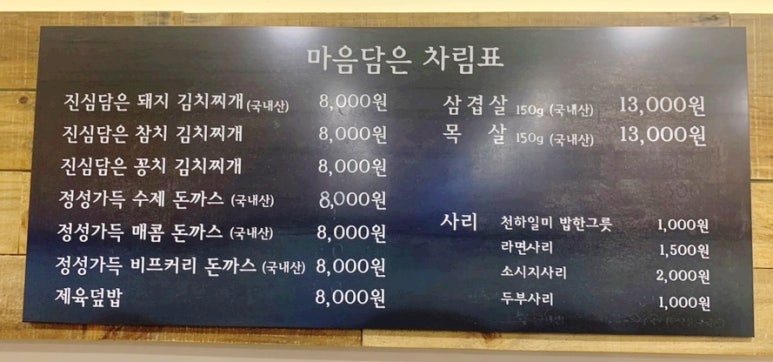 마음담은 차림표
진심담은 돼지 김치찌개 (국내산) 8,000원
진심담은 참치 김치찌개 8,000원
진심담은 꽁치 김치찌개 8,000원
정성가득 수제 돈까스 (국내산) 8,000원
정성가득 매콤 돈까스 (국내산) 8,000원
정성가득 비프커리 돈까스 (국내산) 8,000원
제육덮밥 8,000원
삼겹살 150g (국내산) 13,000원
목살 150g (국내산) 13,000원
사리 천하일미 밥한그릇 1,000원
라면사리 1,500원
소시지사리 2,000원
두부사리 1,000원